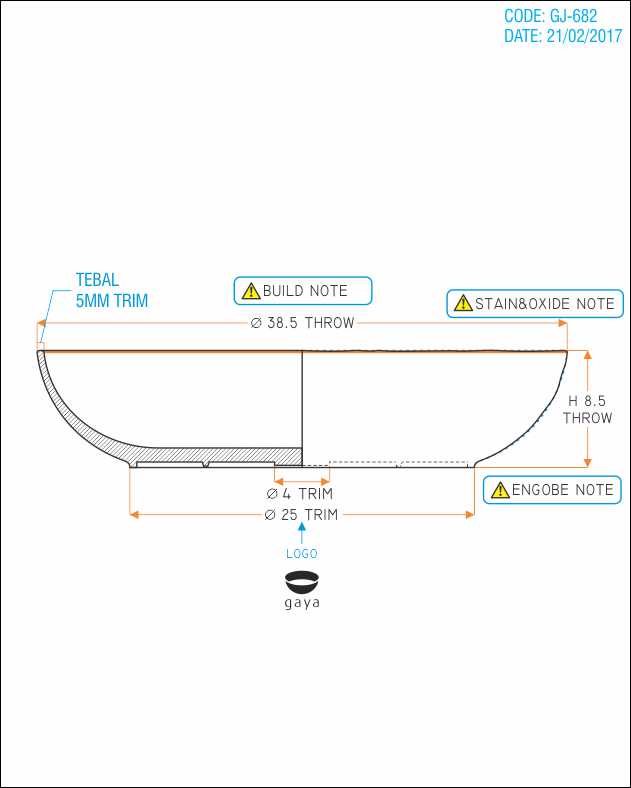 CODE: GJ-682
DATE: 21/02/2017
TEBAL
5MM TRIM
BUILD NOTE
STAIN&OXIDE NOTE
Ø 38.5 THROW
H 8.5
THROW
ENGOBE NOTE
Ø 4 TRIM
Ø 25 TRIM
LOGO
gaya